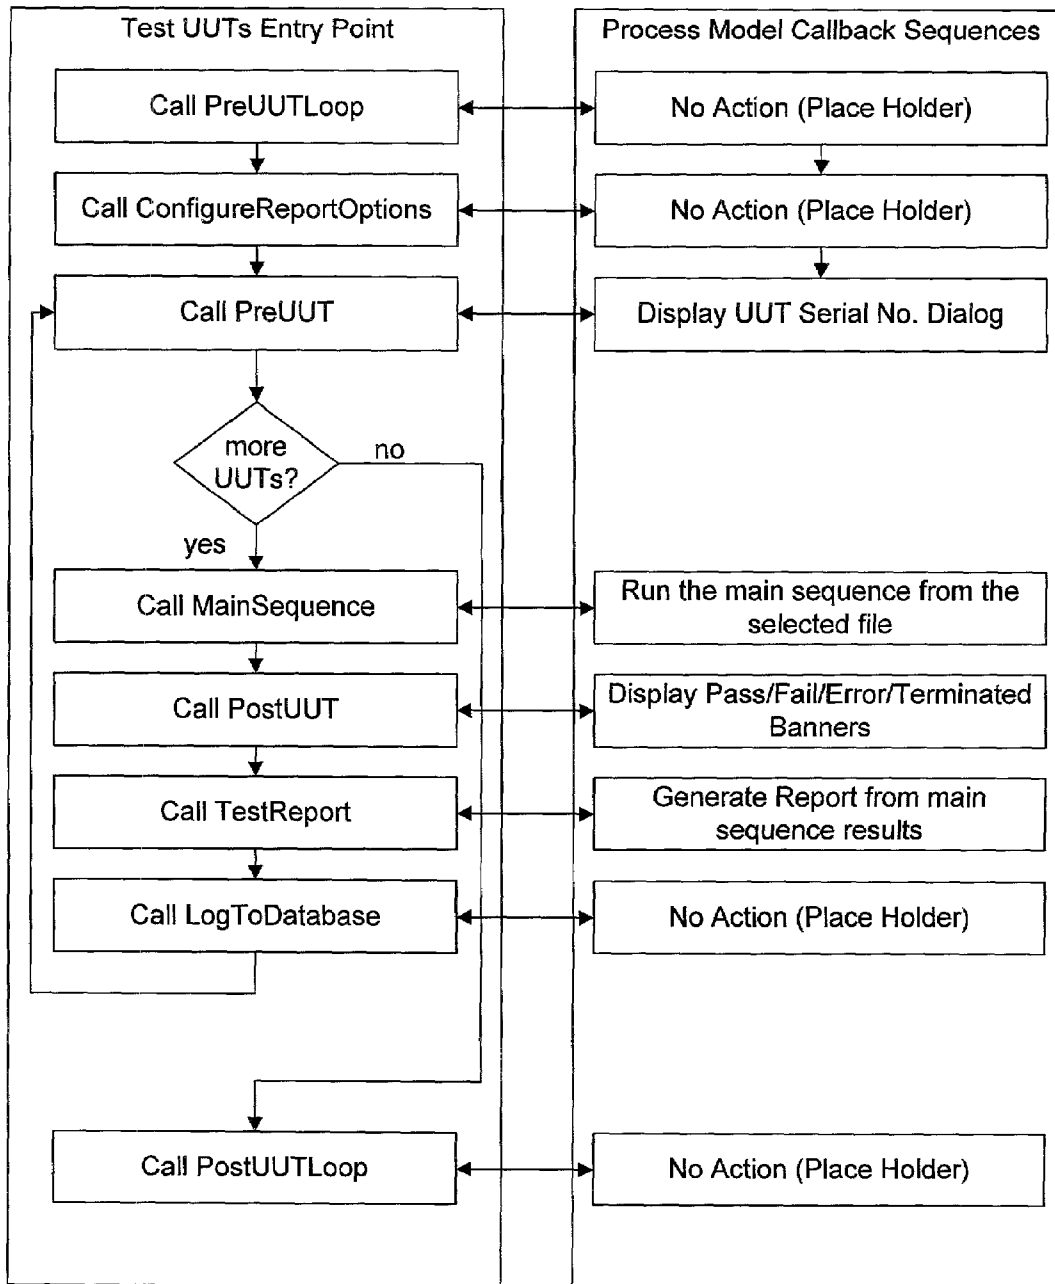 Test UUTs Entry Point
Process Model Callback Sequences
Call PreUUTLoop
No Action (Place Holder)
Call ConfigureReportOptions
No Action (Place Holder)
Call PreUUT
Display UUT Serial No. Dialog
more
UUTs?
no
yes
Call MainSequence
Run the main sequence from the
selected file
Call PostUUT
Display Pass/Fail/Error/Terminated
Banners
Call TestReport
Generate Report from main
sequence results
Call LogToDatabase
No Action (Place Holder)
Call PostUUTLoop
No Action (Place Holder)